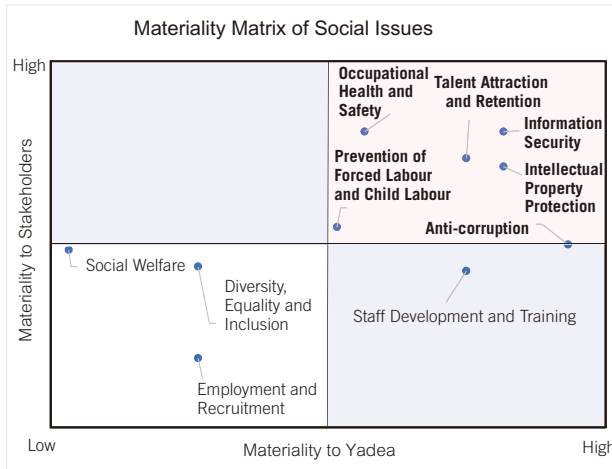 Materiality Matrix of Social Issues
High
Materiality to Stakeholders
Occupational
Health and
Safety
Talent Attraction
and Retention
Information
Security
Prevention of
Forced Labour
and Child Labour
Intellectual
Property
Protection
Anti-corruption
Social Welfare
Diversity,
Equality and
Inclusion
Staff Development and Training
Employment and
Recruitment
Low
Materiality to Yadea
High